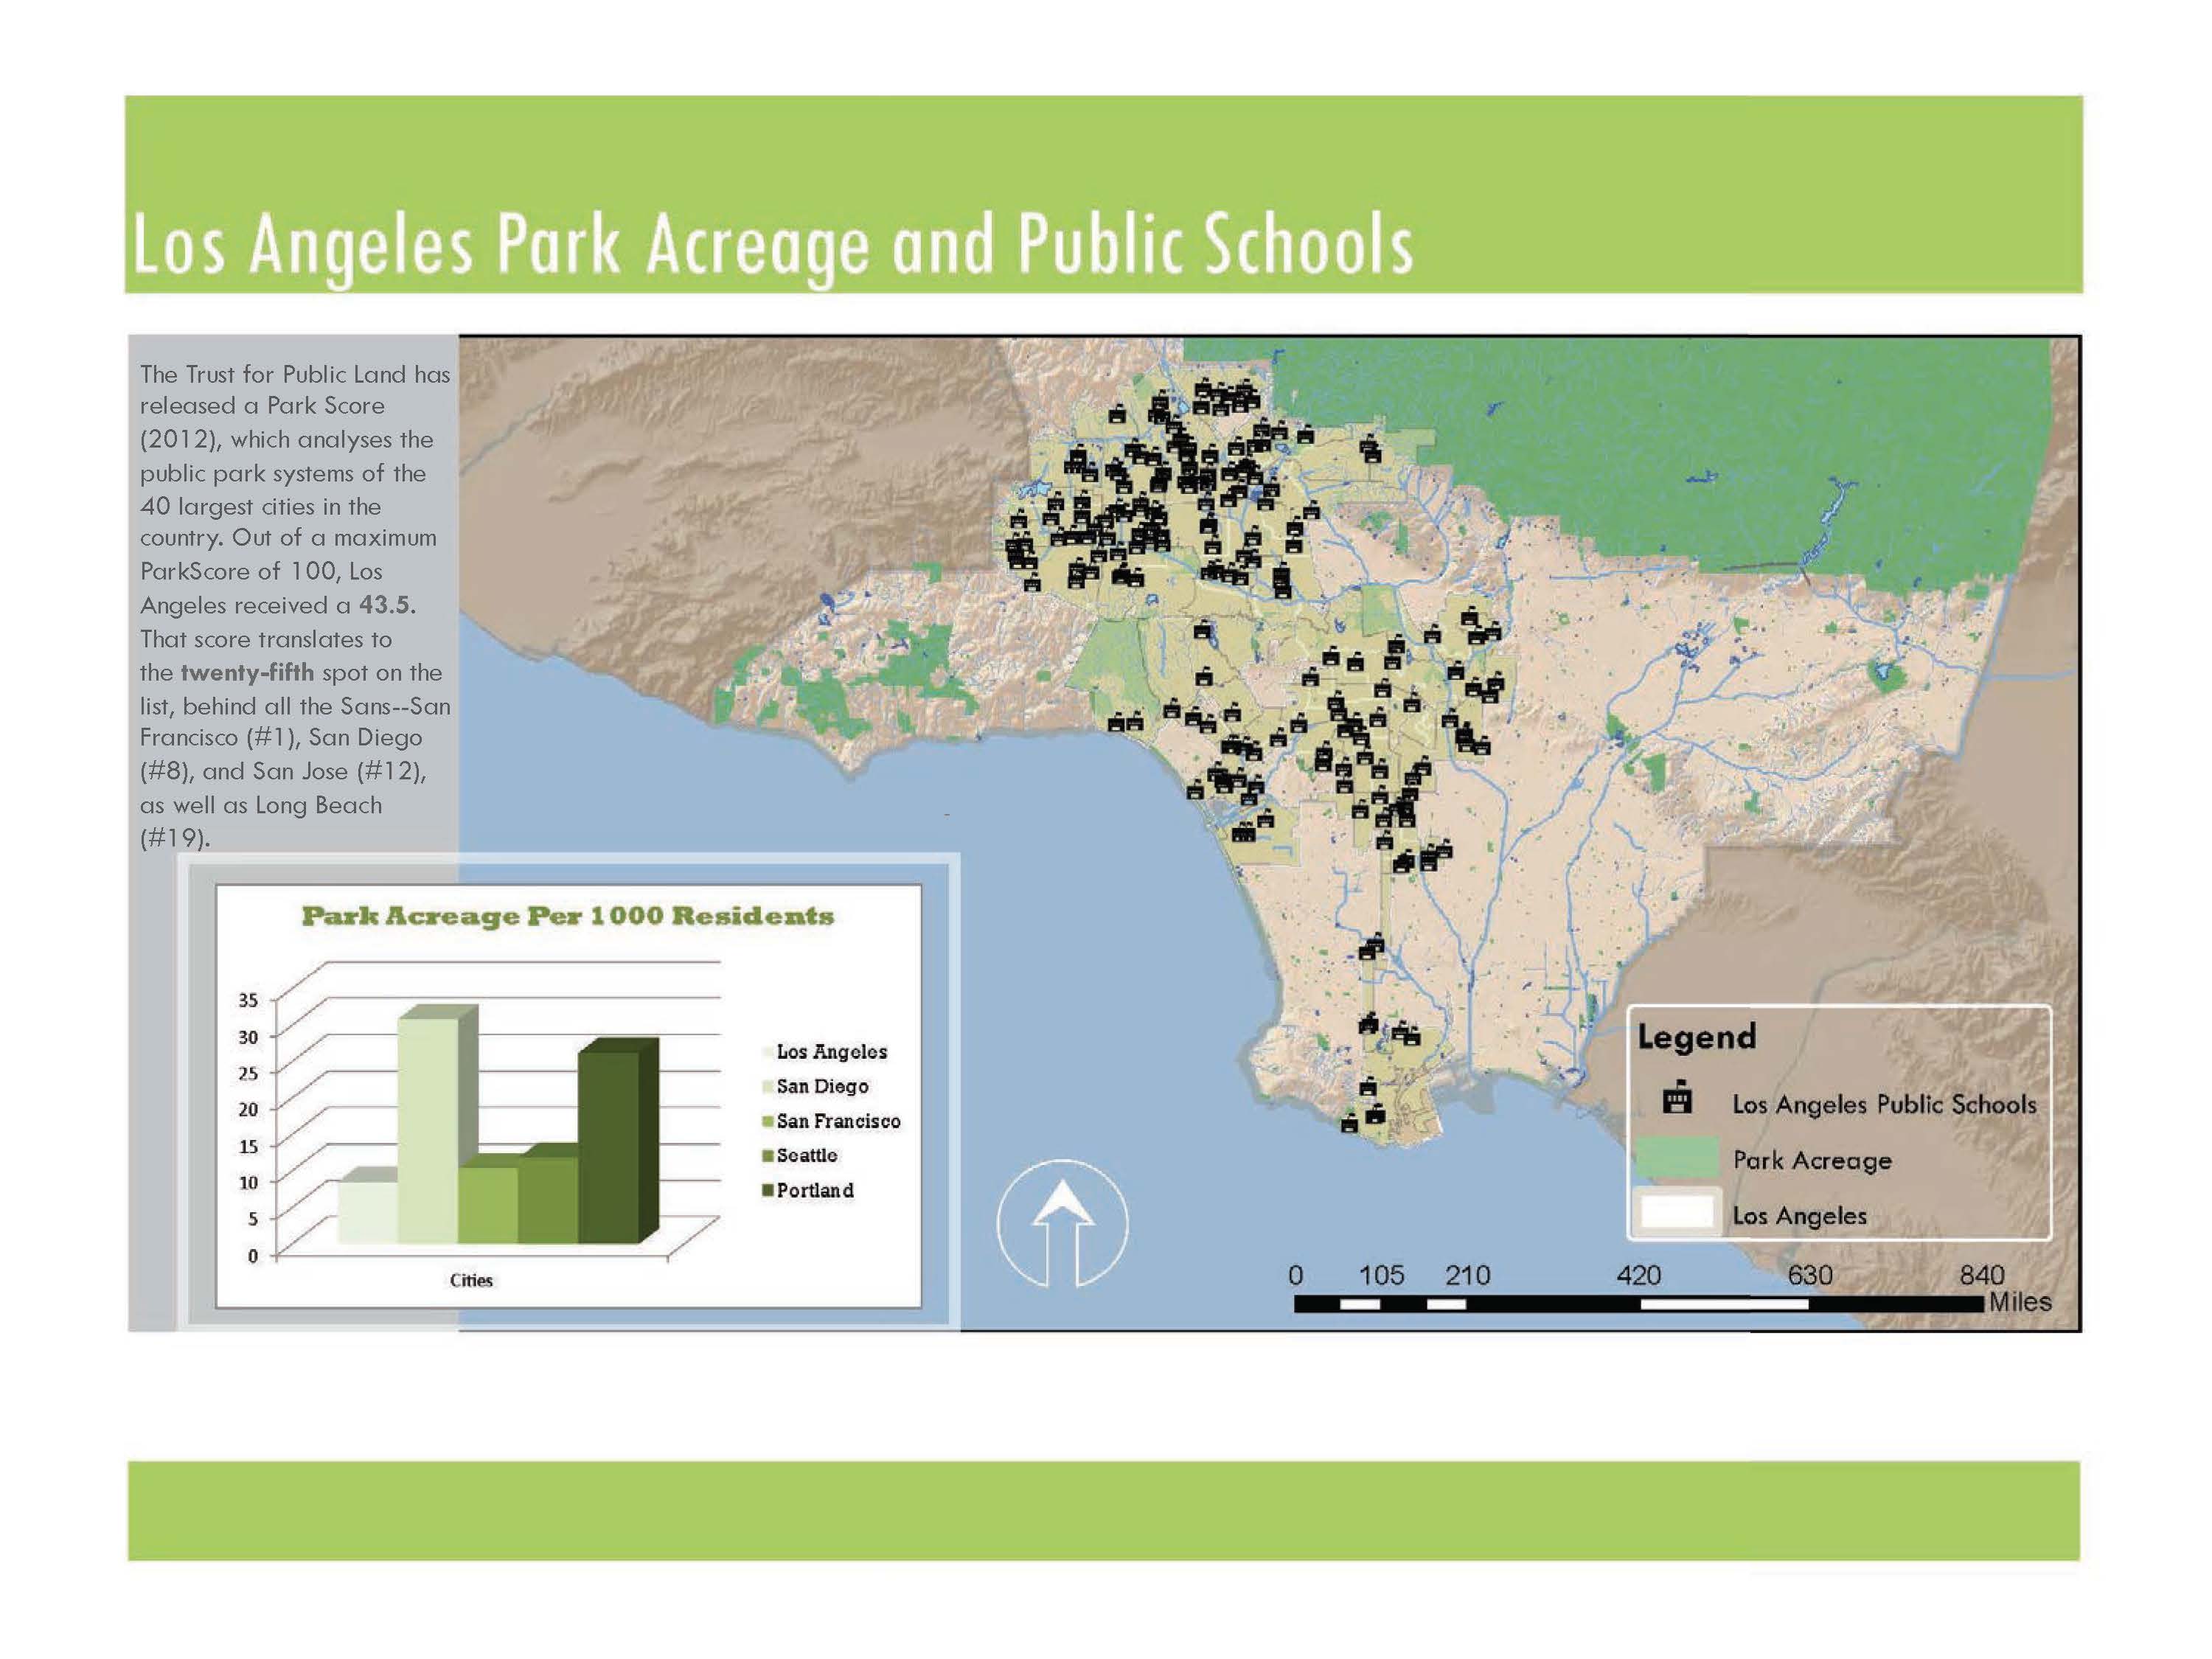 Los Angeles Park Acreage and Public Schools
The Trust for Public Land has
released a Park Score
(2012), which analyses the
public park systems of the
40 largest cities in the
country. Out of a maximum
ParkScore of 100, Los
Angeles received a 43.5.
That score translates to
the twenty-fifth spot on the
list, behind all the Sans--San
Francisco (#1), San Diego
(#8), and San Jose (#12),
as well as Long Beach
(#19).
Park Acreage Per 1000 Residents
35
30
25
20
15
10
5
0
Cities
Los Angeles
San Diego
San Francisco
Seattle
Portland
Legend
Los Angeles Public Schools
Park Acreage
Los Angeles
0 105 210 420 630 840
Miles